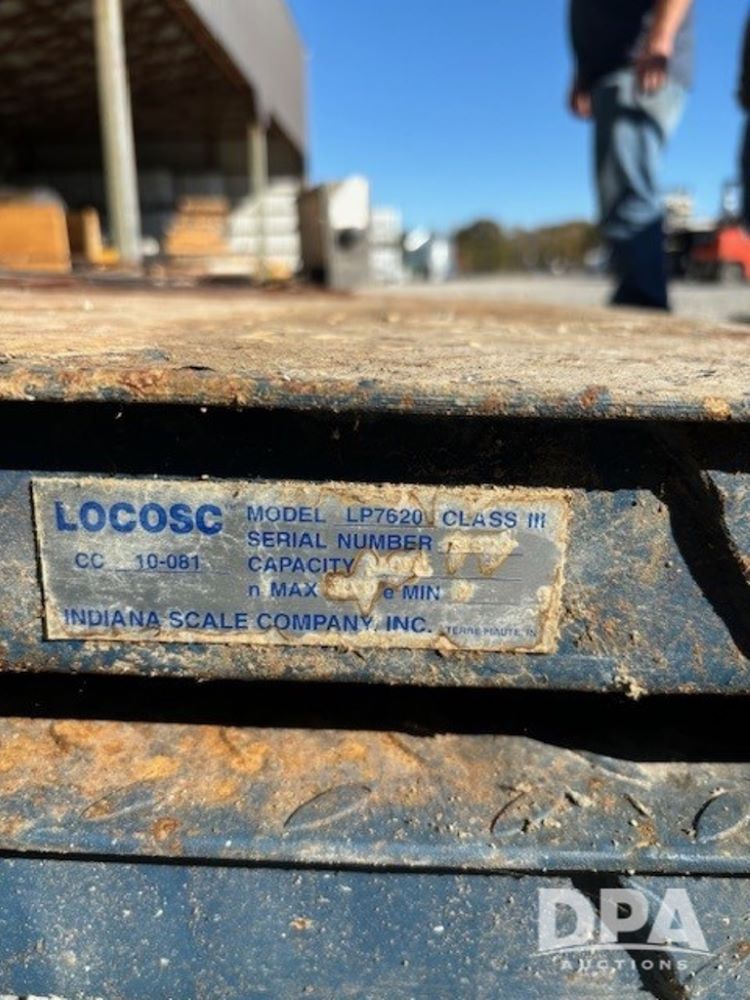 LOCOSC MODEL LP7620 CLASS III
SERIAL NUMBER
CC 10-081 CAPACITY
n MAX e MIN
INDIANA SCALE COMPANY, INC. TERRE HAUTE, IN
DPA
AUCTIONS